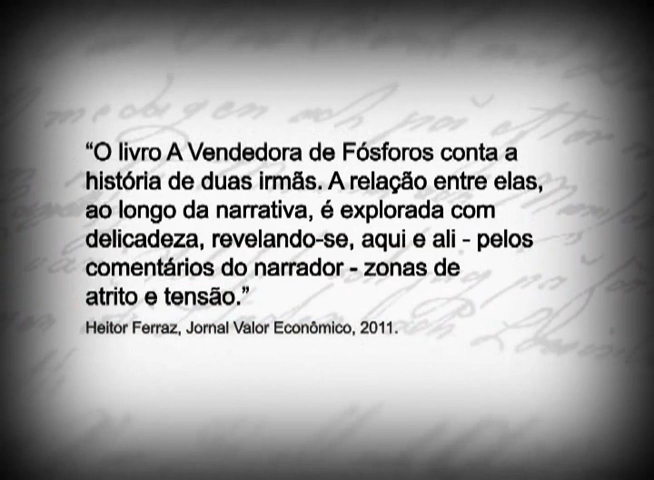 “O livro A Vendedora de Fósforos conta a
história de duas irmãs. A relação entre elas,
ao longo da narrativa, é explorada com
delicadeza, revelando-se, aqui e ali - pelos
comentários do narrador - zonas de
atrito e tensão.”
Heitor Ferraz, Jornal Valor Econômico, 2011.